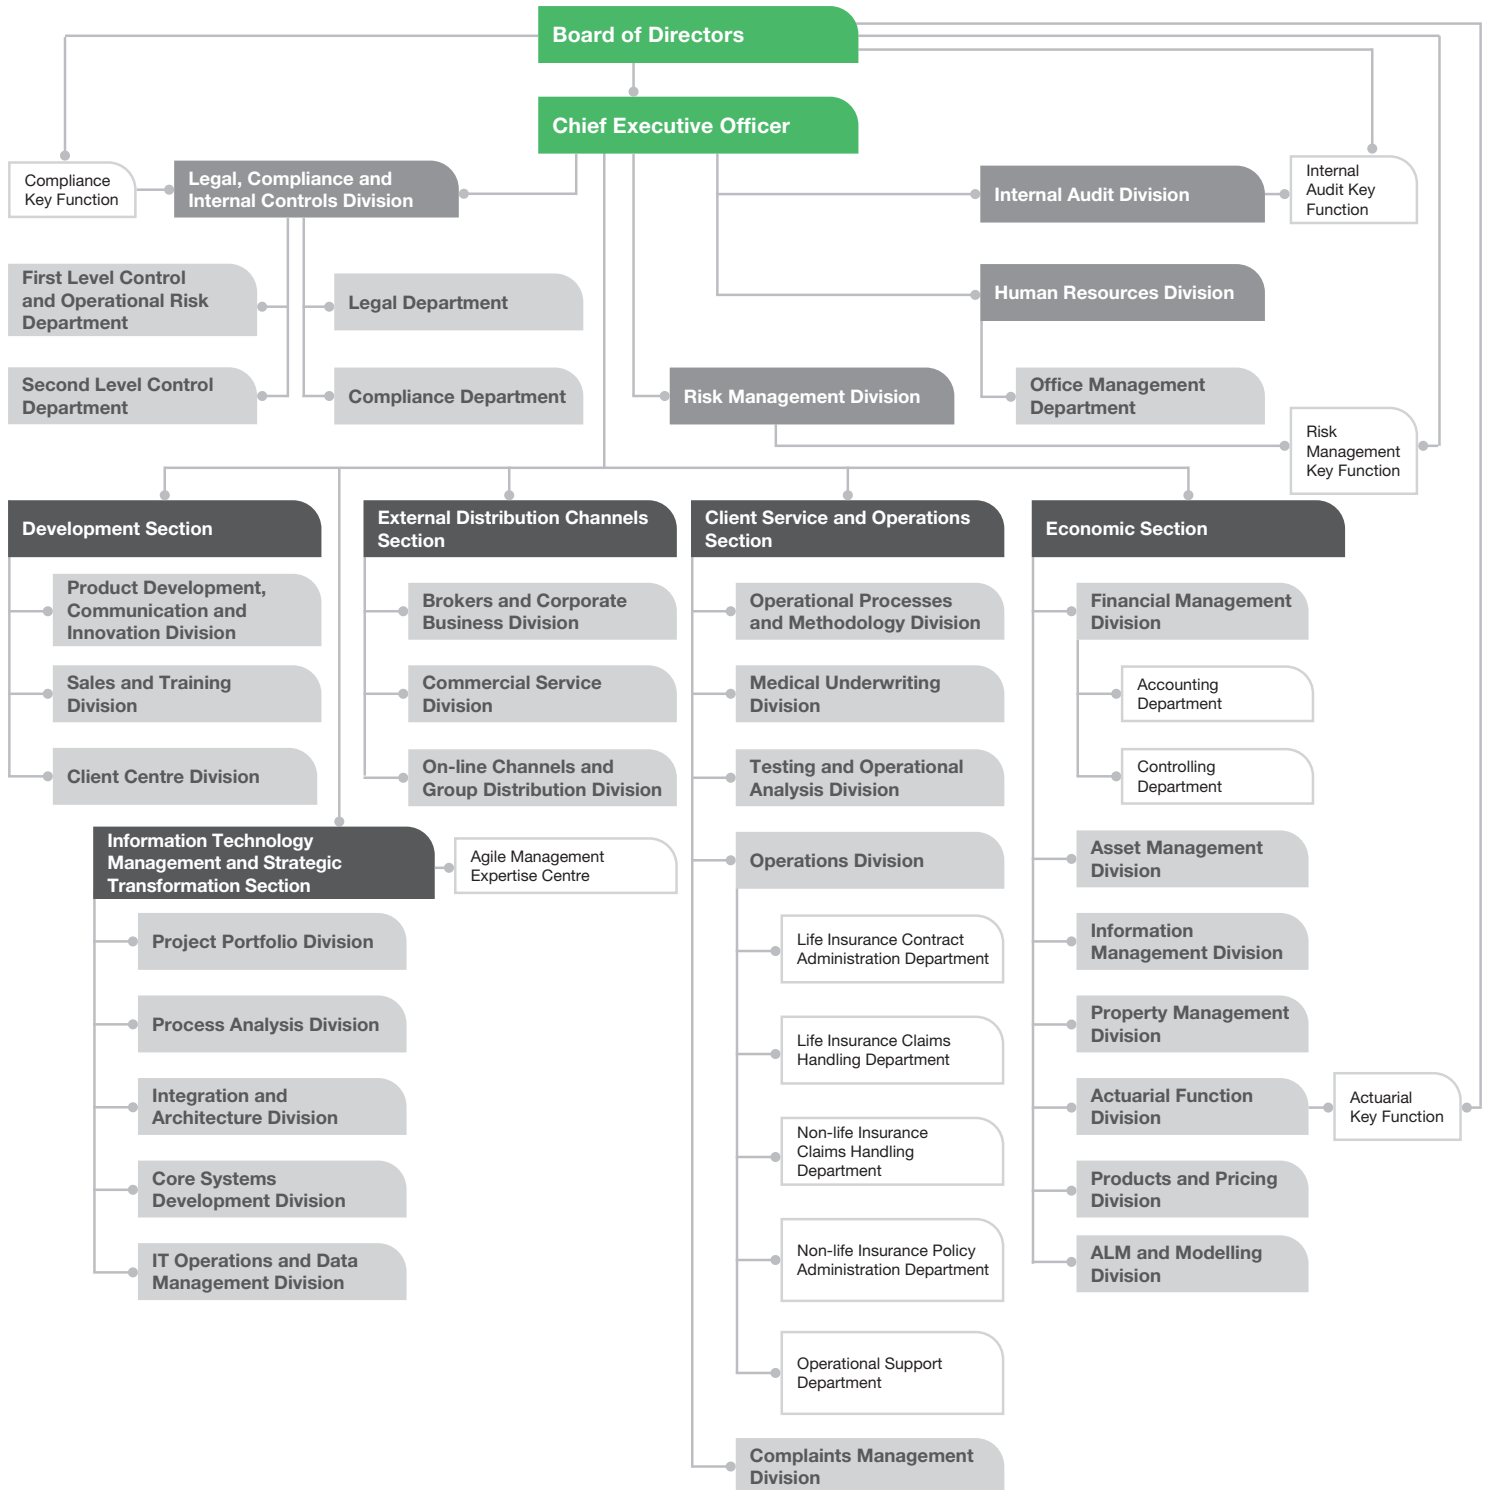 Board of Directors
Chief Executive Officer
Compliance
Key Function
Legal, Compliance and
Internal Controls Division
Internal Audit Division
Internal
Audit Key
Function
First Level Control
and Operational Risk
Department
Legal Department
Human Resources Division
Second Level Control
Department
Compliance Department
Risk Management Division
Office Management
Department
Risk
Management
Key Function
Development Section
External Distribution Channels
Section
Client Service and Operations
Section
Economic Section
Product Development,
Communication and
Innovation Division
Sales and Training
Division
Client Centre Division
Brokers and Corporate
Business Division
Commercial Service
Division
On-line Channels and
Group Distribution Division
Information Technology
Management and Strategic
Transformation Section
Agile Management
Expertise Centre
Project Portfolio Division
Process Analysis Division
Integration and
Architecture Division
Core Systems
Development Division
IT Operations and Data
Management Division
Operational Processes
and Methodology Division
Medical Underwriting
Division
Testing and Operational
Analysis Division
Operations Division
Life Insurance Contract
Administration Department
Life Insurance Claims
Handling Department
Non-life Insurance
Claims Handling
Department
Non-life Insurance Policy
Administration Department
Operational Support
Department
Complaints Management
Division
Financial Management
Division
Accounting
Department
Controlling
Department
Asset Management
Division
Information
Management Division
Property Management
Division
Actuarial Function
Division
Actuarial
Key Function
Products and Pricing
Division
ALM and Modelling
Division